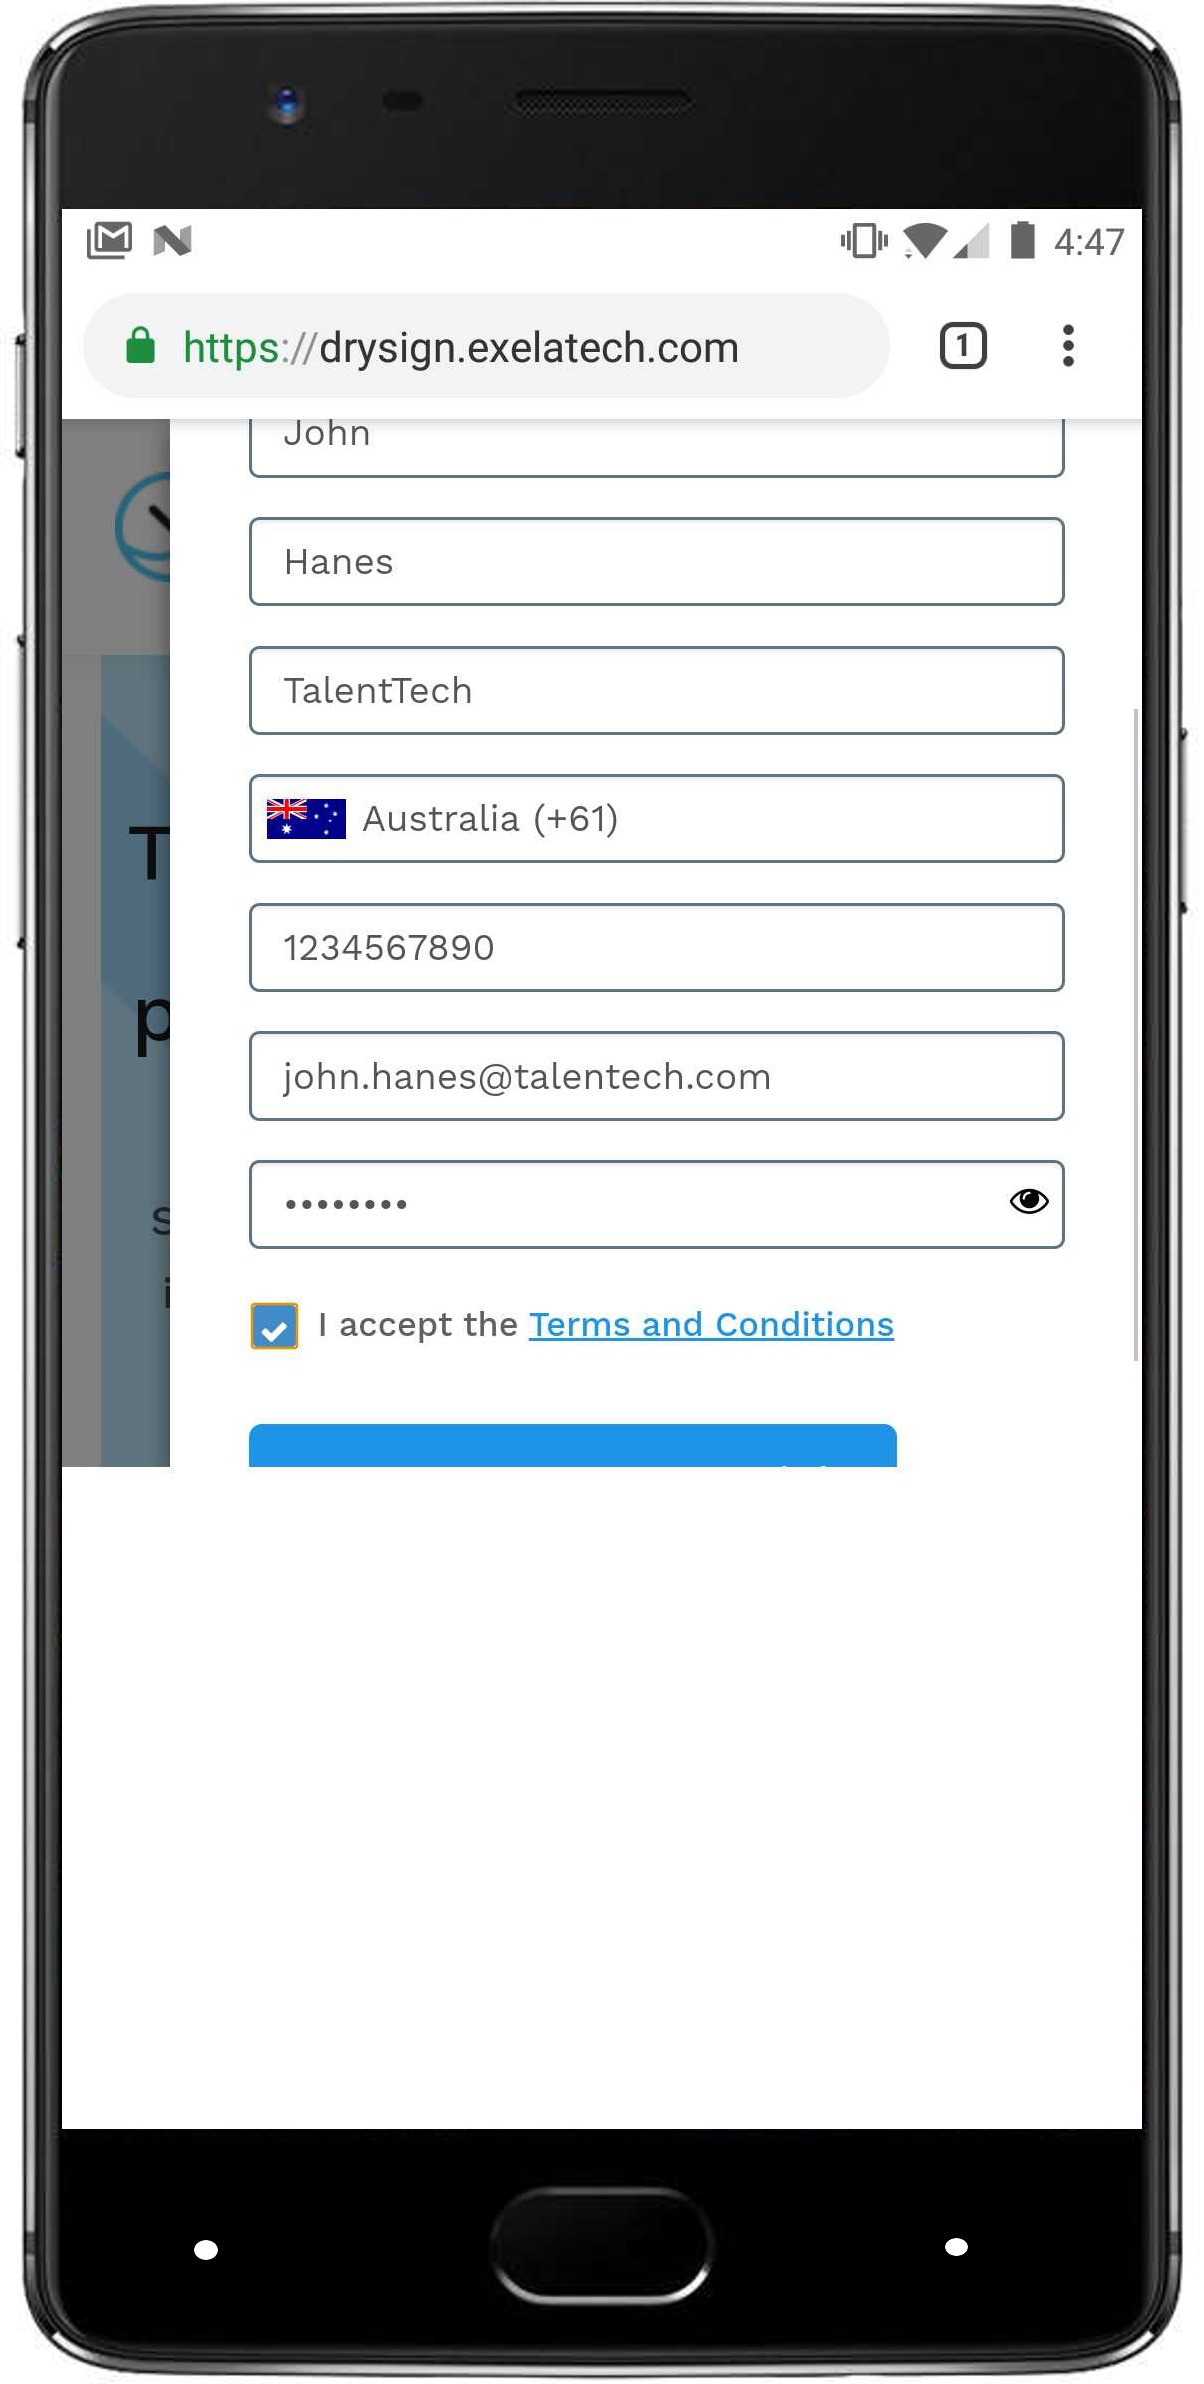 4:47
https://drysign.exelatech.com
1
John
Hanes
TalentTech
Australia (+61)
1234567890
john.hanes@talentech.com
••••••••
I accept the Terms and Conditions
T
p
s
i